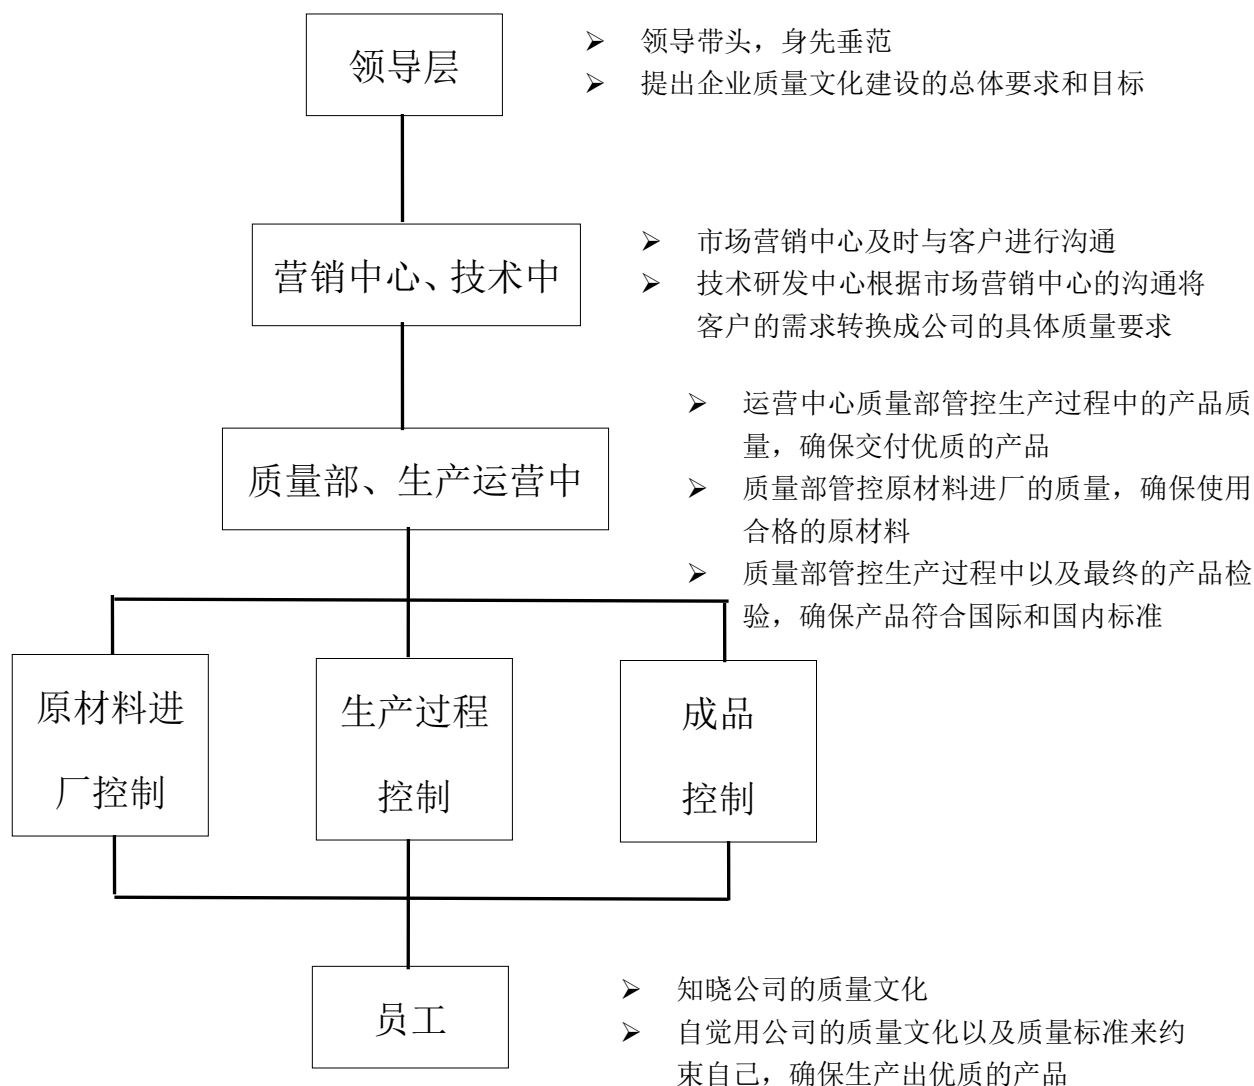 领导层
➢ 领导带头，身先垂范
➢ 提出企业质量文化建设的总体要求和目标
营销中心、技术中
➢ 市场营销中心及时与客户进行沟通
➢ 技术研发中心根据市场营销中心的沟通将
客户的需求转换成公司的具体质量要求
质量部、生产运营中
➢ 运营中心质量部管控生产过程中的产品质
量，确保交付优质的产品
➢ 质量部管控原材料进厂的质量，确保使用
合格的原材料
➢ 质量部管控生产过程中以及最终的产品检
验，确保产品符合国际和国内标准
原材料进
厂控制
生产过程
控制
成品
控制
员工
➢ 知晓公司的质量文化
➢ 自觉用公司的质量文化以及质量标准来约
束自己，确保生产出优质的产品